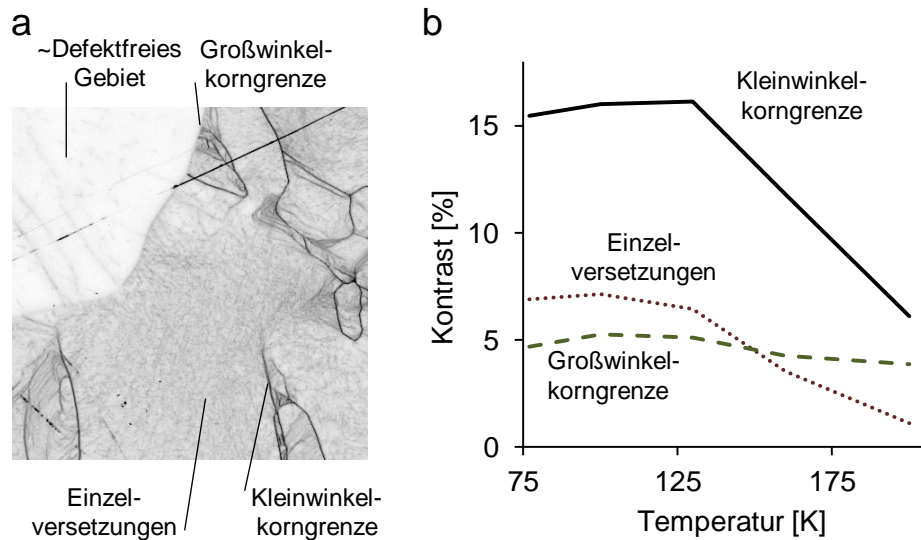 a
~Defektfreies
Gebiet
Großwinkel-
korngrenze
Einzel-
versetzungen
Kleinwinkel-
korngrenze
b
Kontrast [%]
15
10
5
0
75
125
175
Temperatur [K]
Kleinwinkel-
korngrenze
Einzel-
versetzungen
Großwinkel-
korngrenze